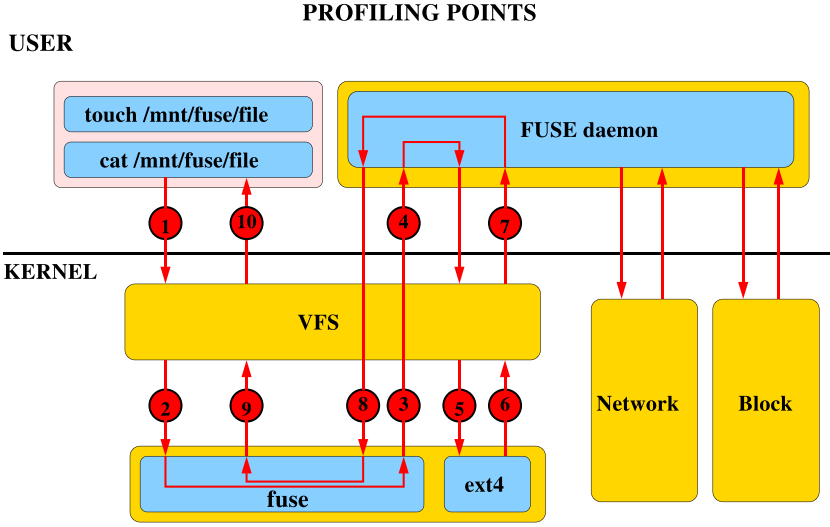 PROFILING POINTS
USER
touch /mnt/fuse/file
FUSE daemon
cat /mnt/fuse/file
1
10
4
7
KERNEL
VFS
2
9
8
3
5
6
Network
Block
fuse
ext4